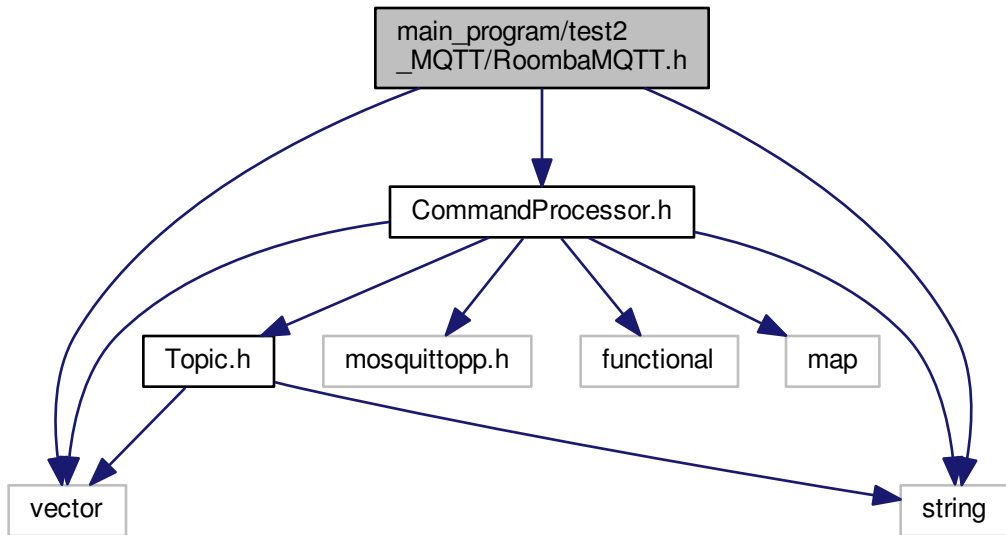 main_program/test2
_MQTT/RoombaMQTT.h
CommandProcessor.h
Topic.h
mosquittopp.h
functional
map
vector
string